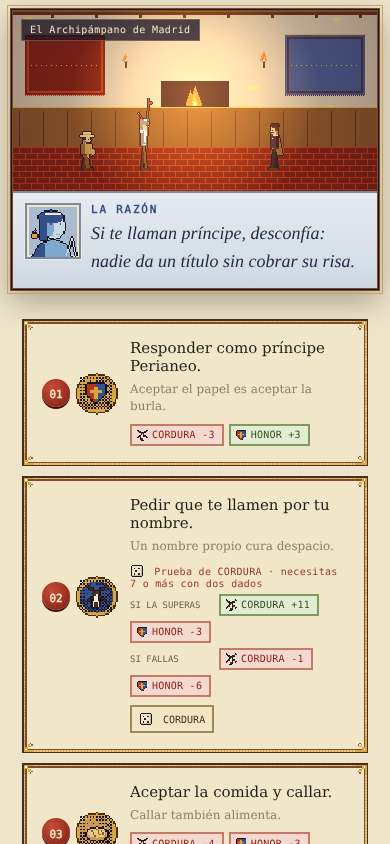 El Archipámpano de Madrid
LA RAZÓN
Si te llaman príncipe, desconfía:
nadie da un título sin cobrar su risa.
01
Responder como príncipe
Perianeo.
Aceptar el papel es aceptar la
burla.
CORDURA -3 HONOR +3
02
Pedir que te llamen por tu
nombre.
Un nombre propio cura despacio.
Prueba de CORDURA · necesitas
7 o más con dos dados
SI LA SUPERAS CORDURA +11
HONOR -3
SI FALLAS CORDURA -1
HONOR -6
CORDURA
03
Aceptar la comida y callar.
Callar también alimenta.
CORDURA -4 HONOR -3